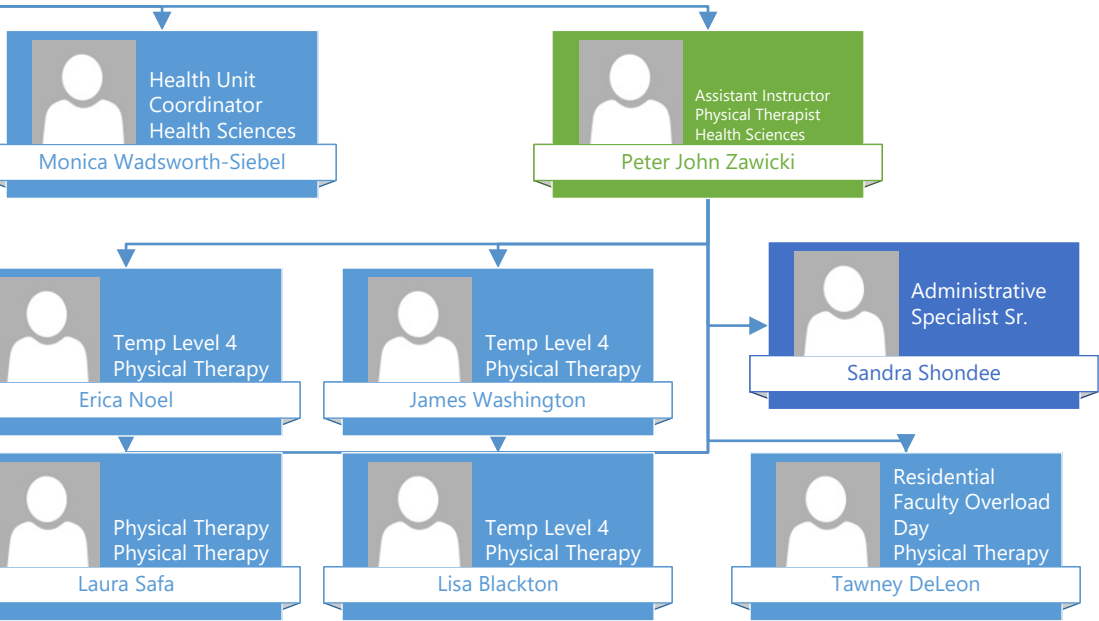 Health Unit
Coordinator
Health Sciences
Monica Wadsworth-Siebel
Assistant Instructor
Physical Therapist
Health Sciences
Peter John Zawicki
Temp Level 4
Physical Therapy
Erica Noel
Temp Level 4
Physical Therapy
James Washington
Administrative
Specialist Sr.
Sandra Shondee
Physical Therapy
Physical Therapy
Laura Safa
Temp Level 4
Physical Therapy
Lisa Blackton
Residential
Faculty Overload
Day
Physical Therapy
Tawney DeLeon